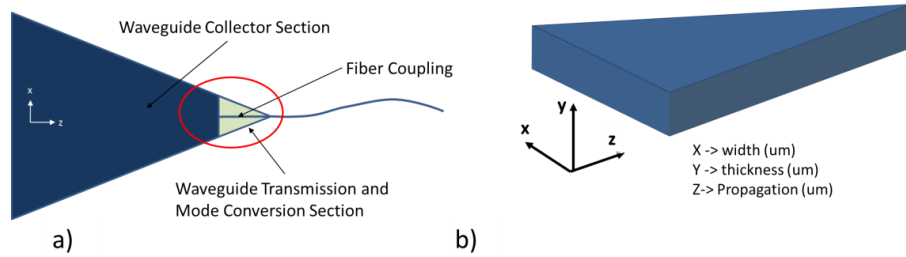 Waveguide Collector Section
Fiber Coupling
x
z
Waveguide Transmission and
Mode Conversion Section
a)
y
x
z
X -> width (um)
Y -> thickness (um)
Z-> Propagation (um)
b)